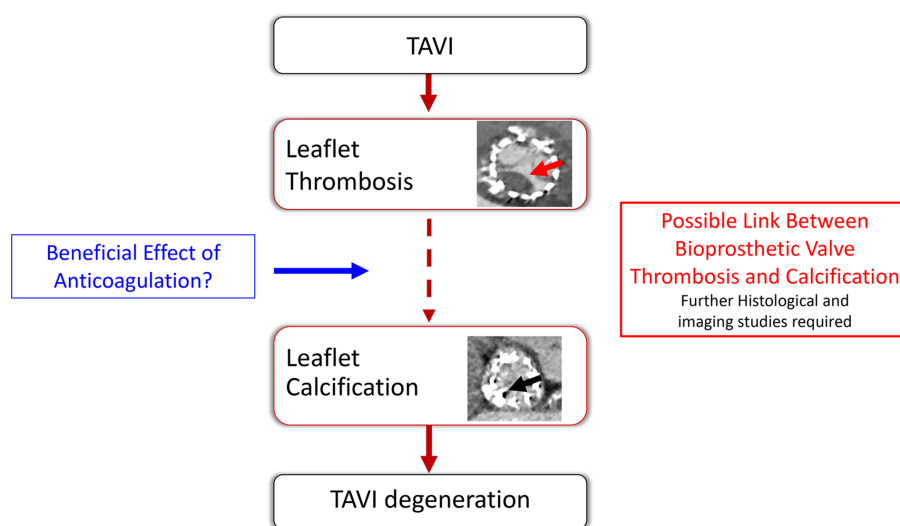 TAVI
Leaflet
Thrombosis
Beneficial Effect of
Anticoagulation?
Possible Link Between
Bioprosthetic Valve
Thrombosis and Calcification
Further Histological and
imaging studies required
Leaflet
Calcification
TAVI degeneration